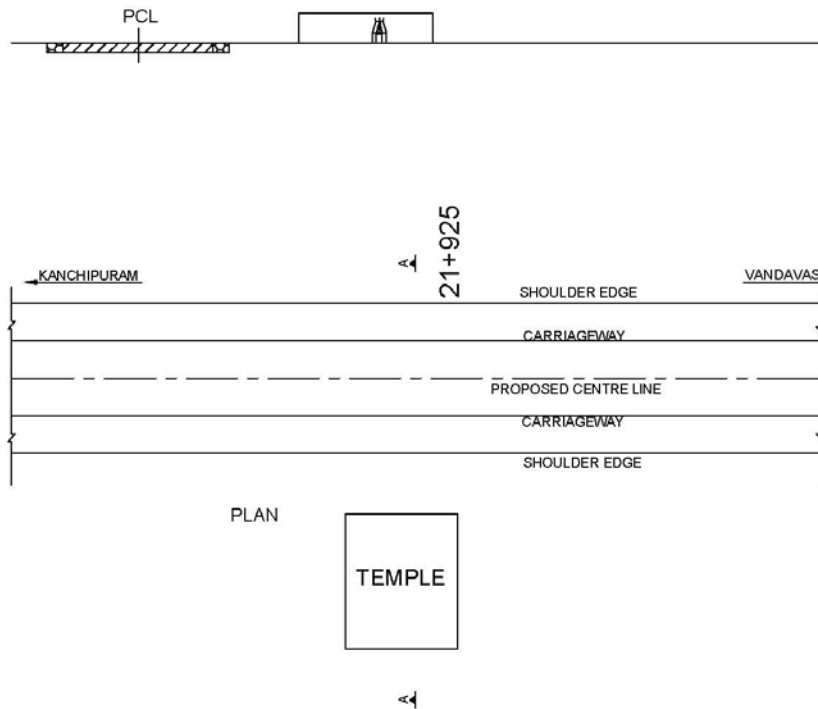 PCL
21+925
A
KANCHIPURAM
VANDAVAS
SHOULDER EDGE
CARRIAGEWAY
PROPOSED CENTRE LINE
CARRIAGEWAY
SHOULDER EDGE
PLAN
TEMPLE
A